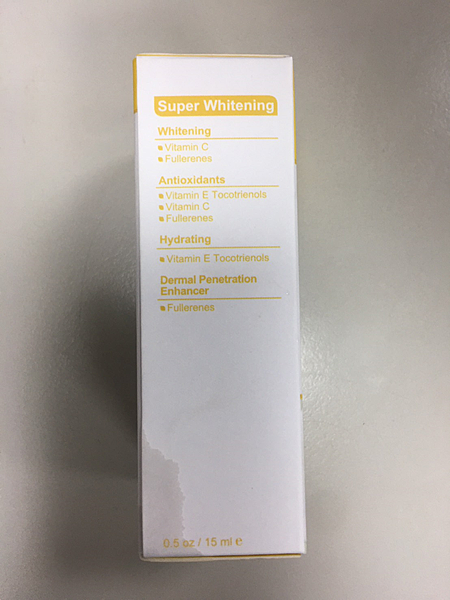 Super Whitening
Whitening
Vitamin C
Fullerenes
Antioxidants
Vitamin E Tocotrienols
Vitamin C
Fullerenes
Hydrating
Vitamin E Tocotrienols
Dermal Penetration
Enhancer
Fullerenes
0.5 oz / 15 ml ℮